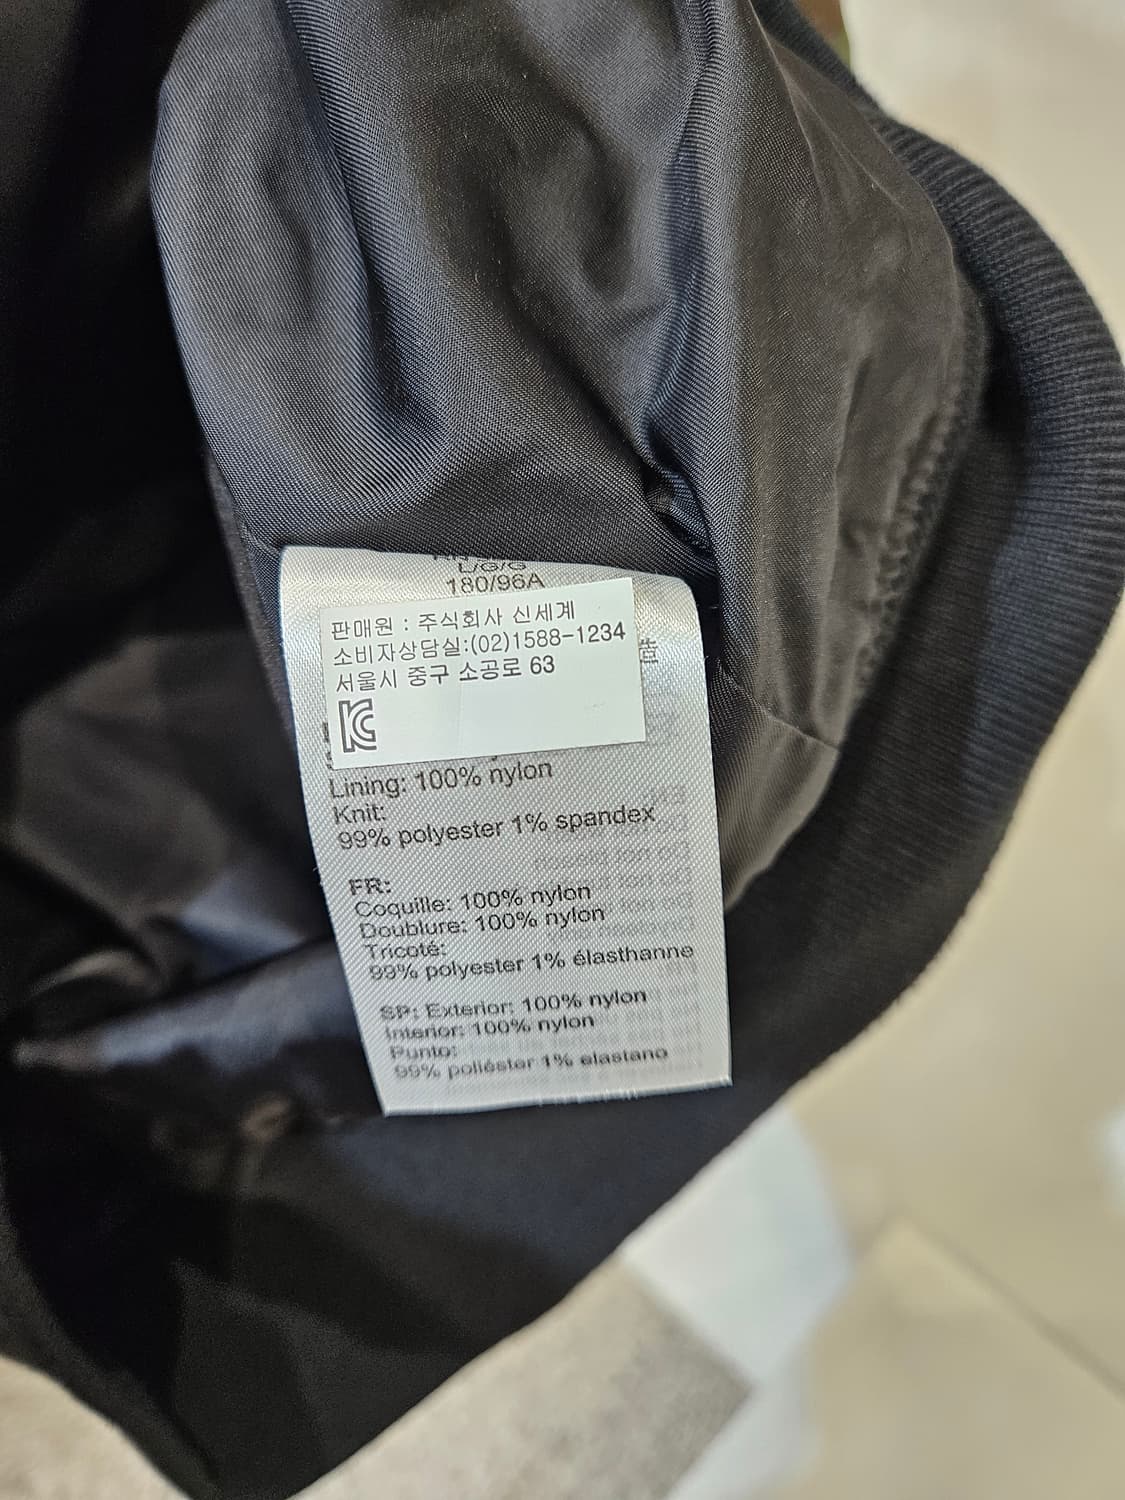 L/G/G
180/96A
판매원 : 주식회사 신세계
소비자상담실:(02)1588-1234
서울시 중구 소공로 63
造
Lining: 100% nylon
Knit:
99% polyester 1% spandex
FR:
Coquille: 100% nylon
Doublure: 100% nylon
Tricoté:
99% polyester 1% élasthanne
SP: Exterior: 100% nylon
Interior: 100% nylon
Punto:
99% poliéster 1% elastano